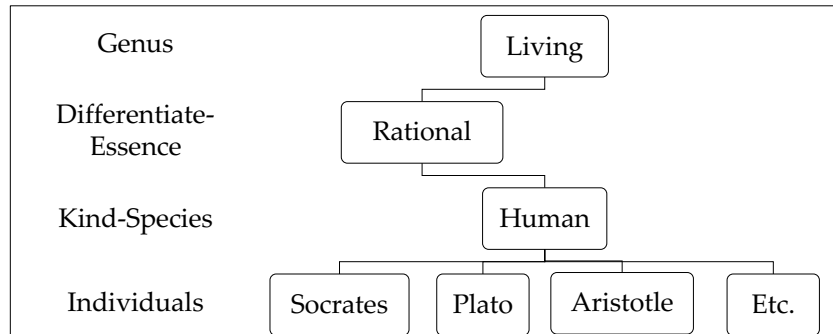 Genus
Living
Differentiate-
Essence
Rational
Kind-Species
Human
Individuals
Socrates
Plato
Aristotle
Etc.